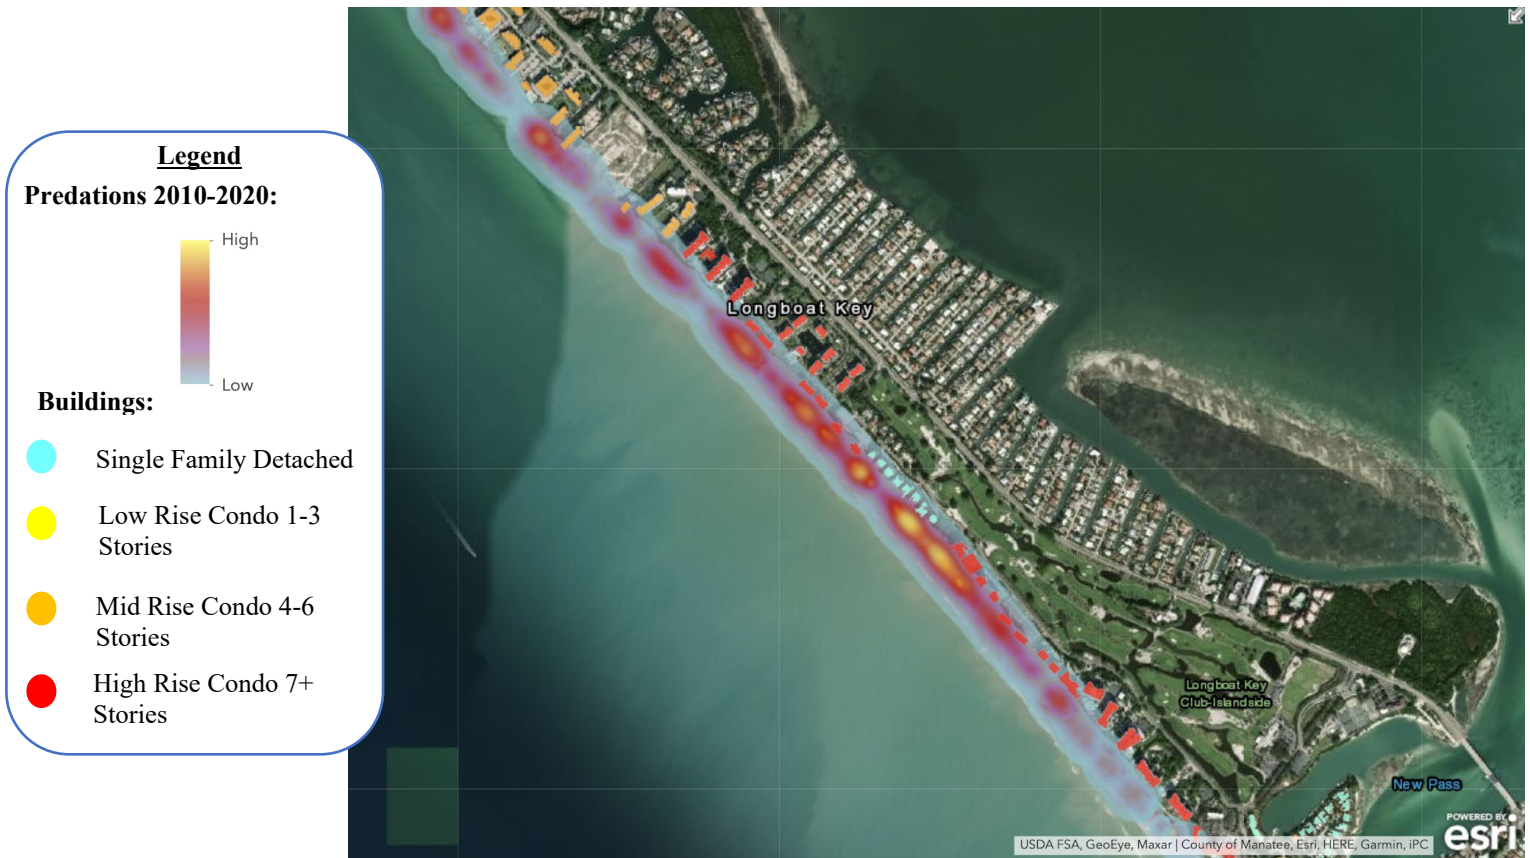 Legend
Predations 2010-2020:
High
Low
Buildings:
Single Family Detached
Low Rise Condo 1-3
Stories
Mid Rise Condo 4-6
Stories
High Rise Condo 7+
Stories
Longboat Key
Longboat Key
Club-Islandside
New Pass
POWERED BY
esri
USDA FSA, GeoEye, Maxar | County of Manatee, Esri, HERE, Garmin, iPC